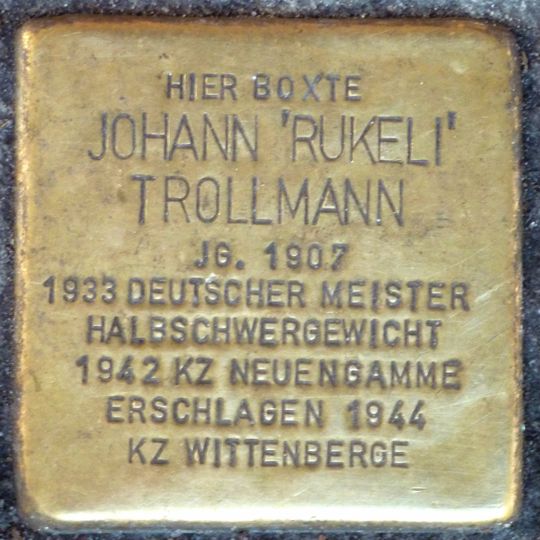 HIER BOXTE
JOHANN 'RUKELI'
TROLLMANN
JG. 1907
1933 DEUTSCHER MEISTER
HALBSCHWERGEWICHT
1942 KZ NEUENGAMME
ERSCHLAGEN 1944
KZ WITTENBERGE